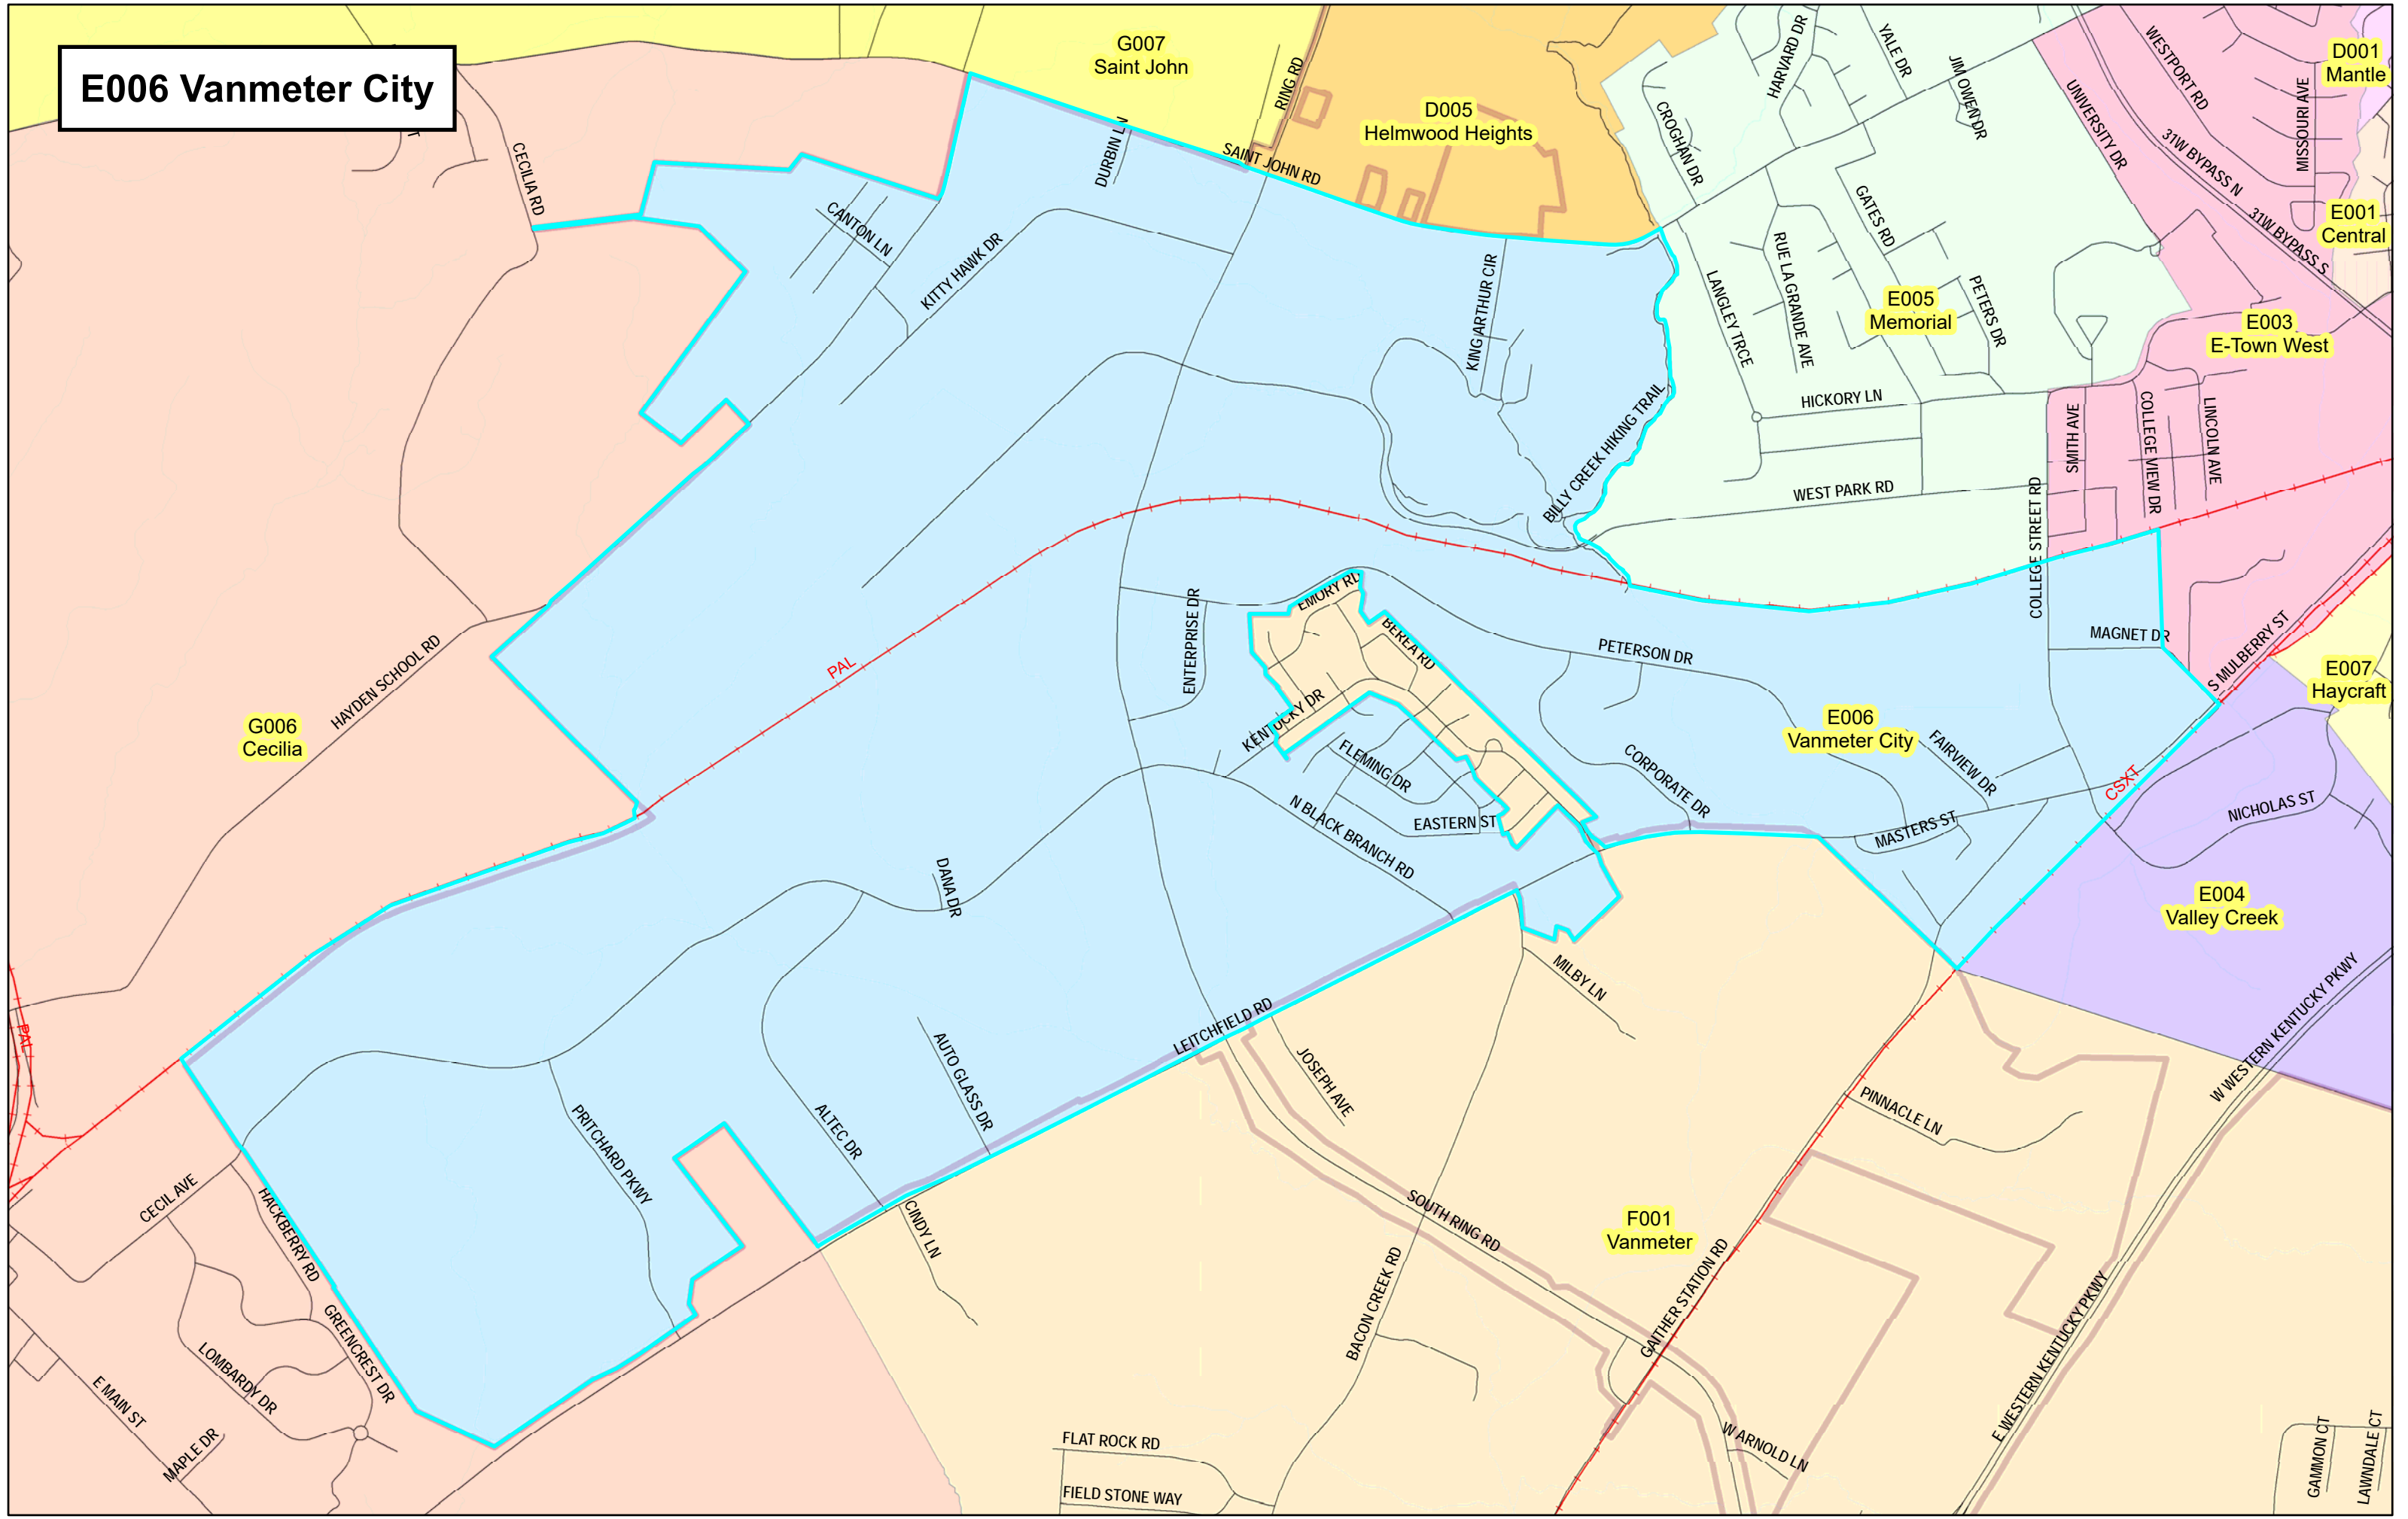 E006 Vanmeter City
G007
Saint John
RING RD
D005
Helmwood Heights
HARVARD DR
YALE DR
JIM OWEN DR
WESTPORT RD
D001
Mantle
CROGHAN DR
UNIVERSITY DR
MISSOURI AVE
31W BYPASS N
CECILIA RD
DURBIN LN
SAINT JOHN RD
CANTON LN
KITTY HAWK DR
GATES RD
E001
Central
31W BYPASS S
RUE LA GRANDE AVE
LANGLEY TRCE
KING ARTHUR CIR
E005
Memorial
PETERS DR
E003
E-Town West
HICKORY LN
SMITH AVE
COLLEGE VIEW DR
LINCOLN AVE
BILLY CREEK HIKING TRAIL
WEST PARK RD
COLLEGE STREET RD
EMORY RD
BEREA RD
ENTERPRISE DR
PETERSON DR
MAGNET DR
S MULBERRY ST
E007
Haycraft
PAL
HAYDEN SCHOOL RD
G006
Cecilia
KENTUCKY DR
FLEMING DR
E006
Vanmeter City
FAIRVIEW DR
CORPORATE DR
CSXT
NICHOLAS ST
N BLACK BRANCH RD
EASTERN ST
MASTERS ST
DANA DR
E004
Valley Creek
MILBY LN
PAL
LEITCHFIELD RD
AUTO GLASS DR
JOSEPH AVE
W WESTERN KENTUCKY PKWY
PINNACLE LN
PRITCHARD PKWY
ALTEC DR
CECIL AVE
HACKBERRY RD
CINDY LN
SOUTH RING RD
F001
Vanmeter
BACON CREEK RD
GAITHER STATION RD
E WESTERN KENTUCKY PKWY
GREENCREST DR
LOMBARDY DR
E MAIN ST
MAPLE DR
FLAT ROCK RD
FIELD STONE WAY
W ARNOLD LN
GAMMON CT
LAWNDALE CT